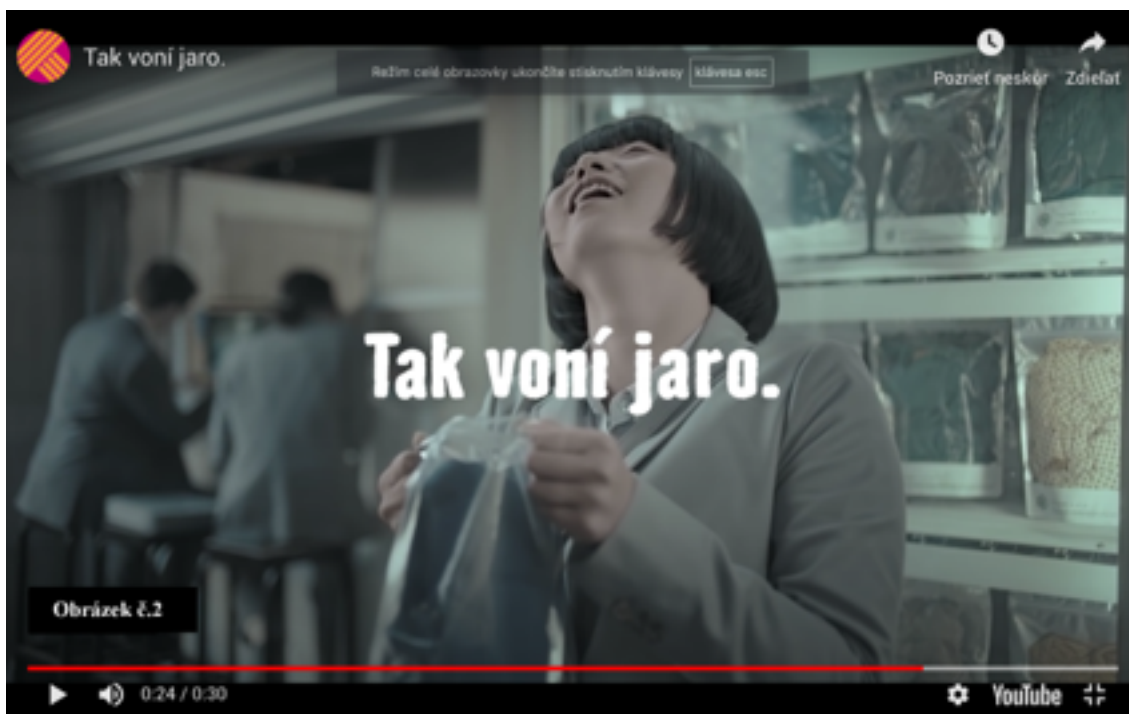 Tak voní jaro.
Režim celé obrazovky ukončíte stisknutím klávesy klávesa esc
Pozrieť neskôr
Zdieľať
Tak voní jaro.
Obrázek č.2
0:24 / 0:30
YouTube